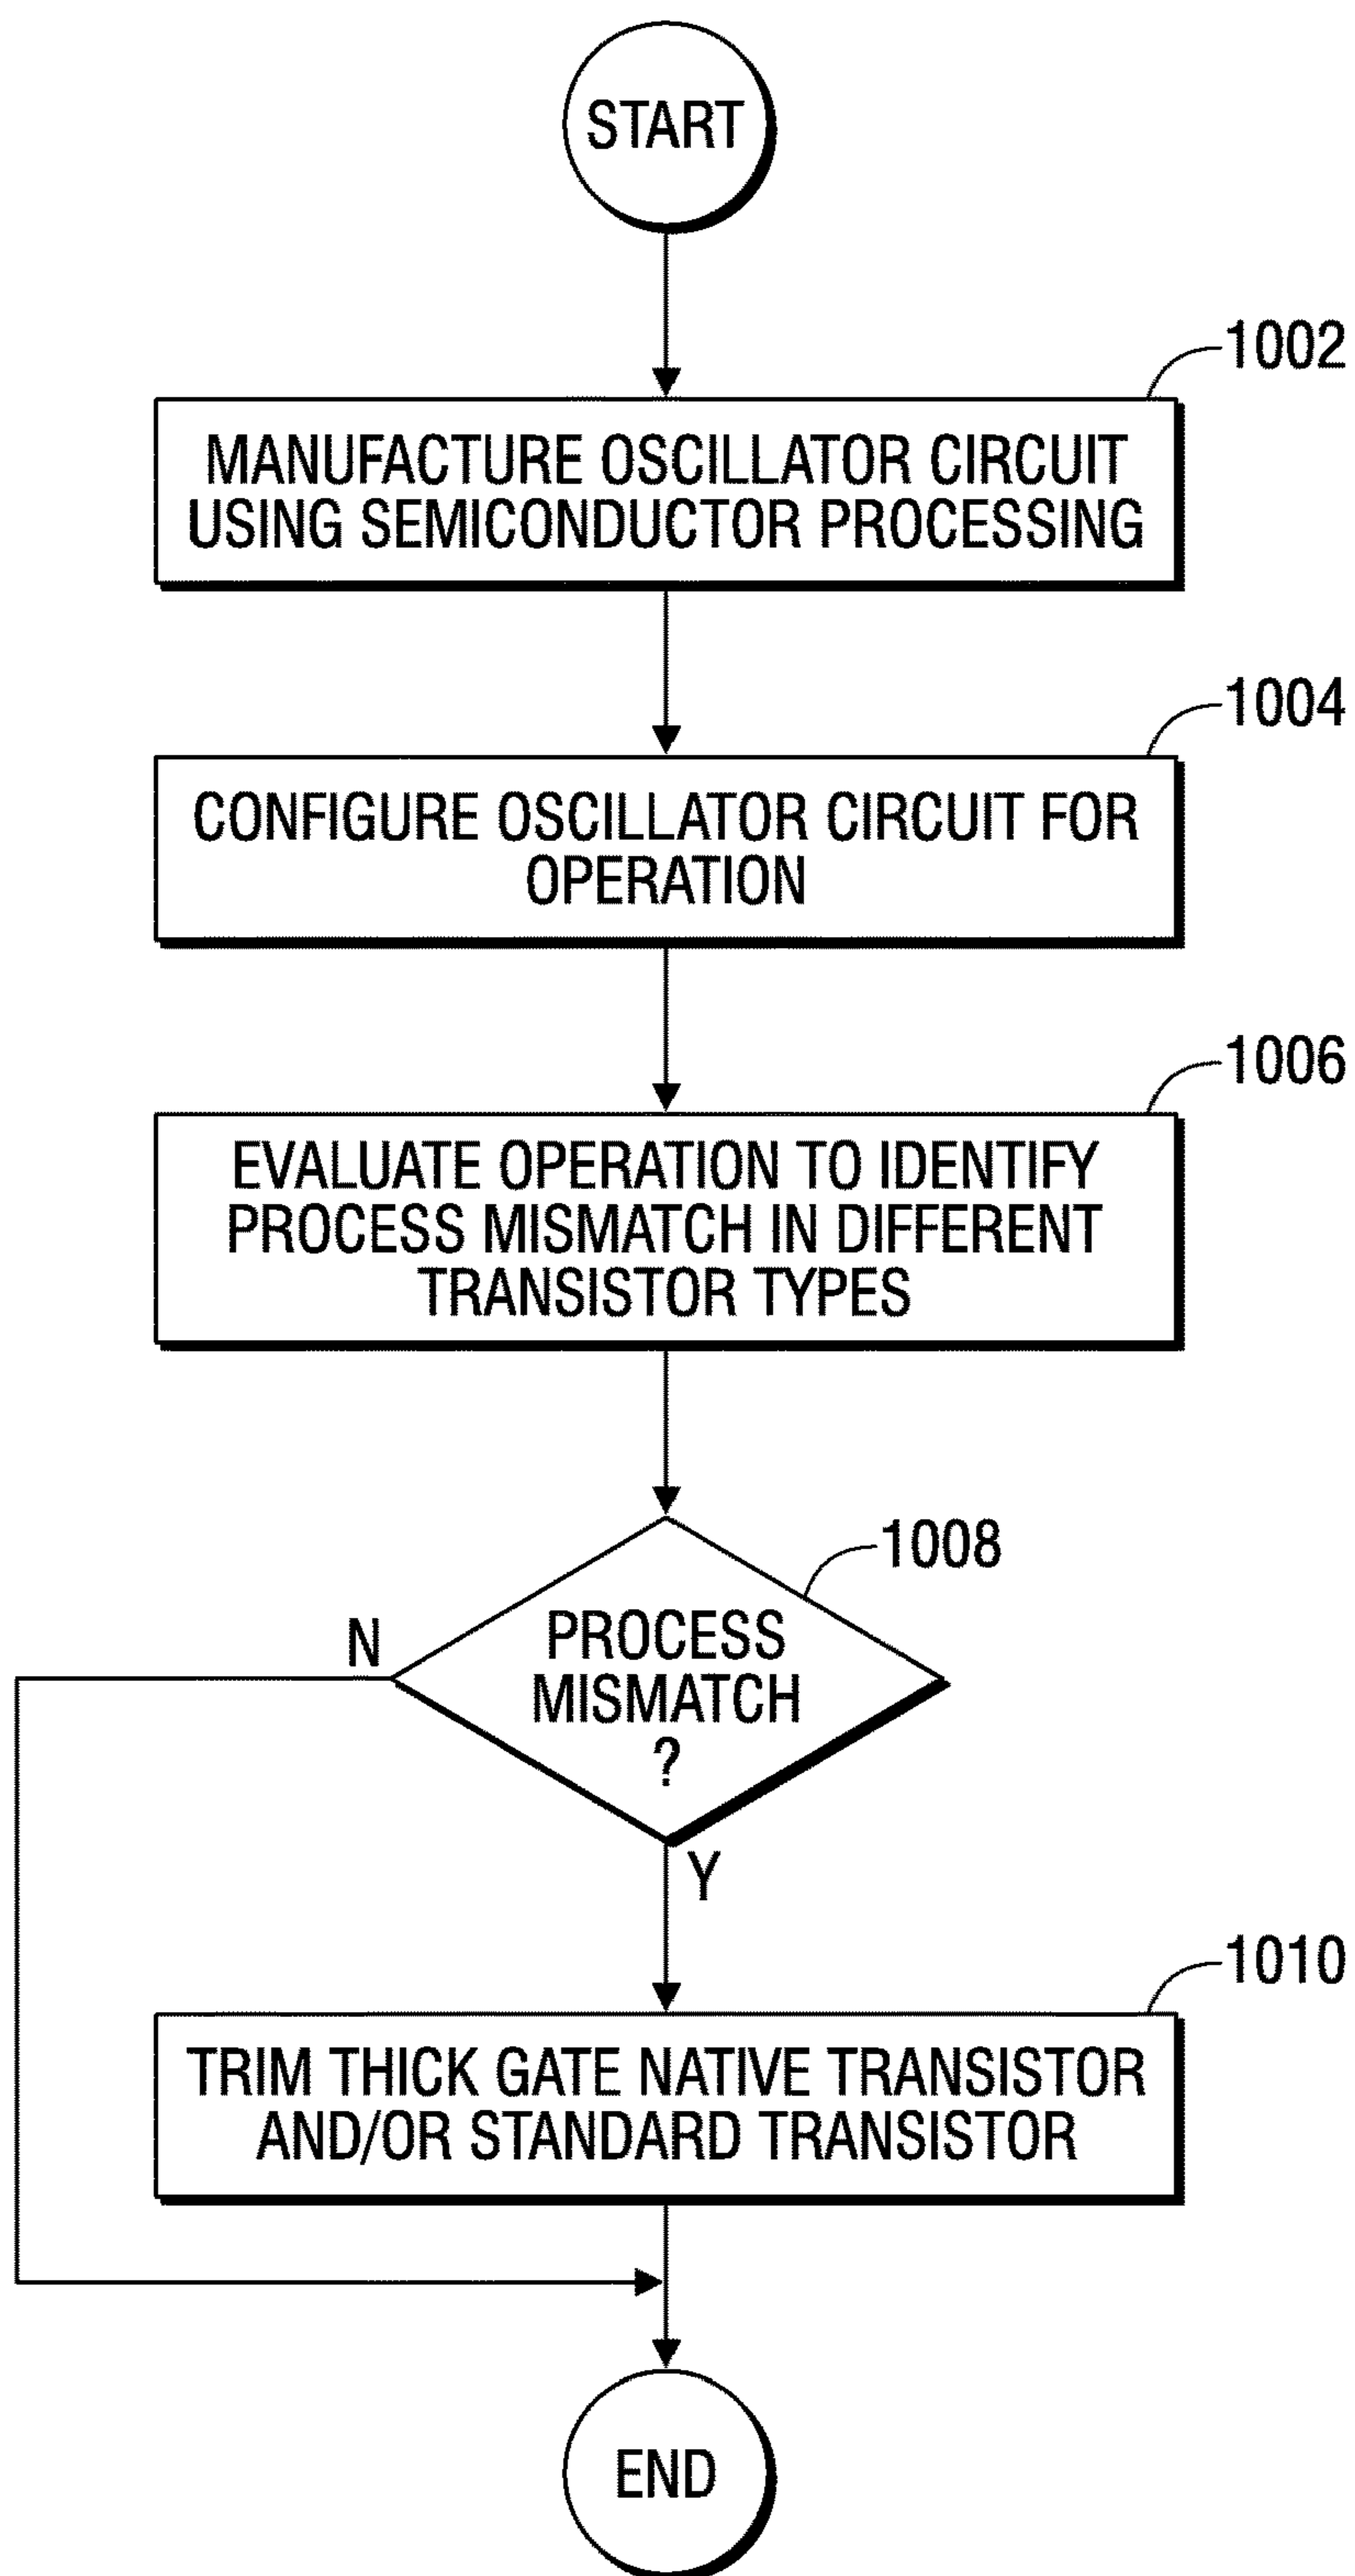 START
1002
MANUFACTURE OSCILLATOR CIRCUIT
USING SEMICONDUCTOR PROCESSING
1004
CONFIGURE OSCILLATOR CIRCUIT FOR
OPERATION
1006
EVALUATE OPERATION TO IDENTIFY
PROCESS MISMATCH IN DIFFERENT
TRANSISTOR TYPES
1008
N
PROCESS
MISMATCH
?
Y
1010
TRIM THICK GATE NATIVE TRANSISTOR
AND/OR STANDARD TRANSISTOR
END